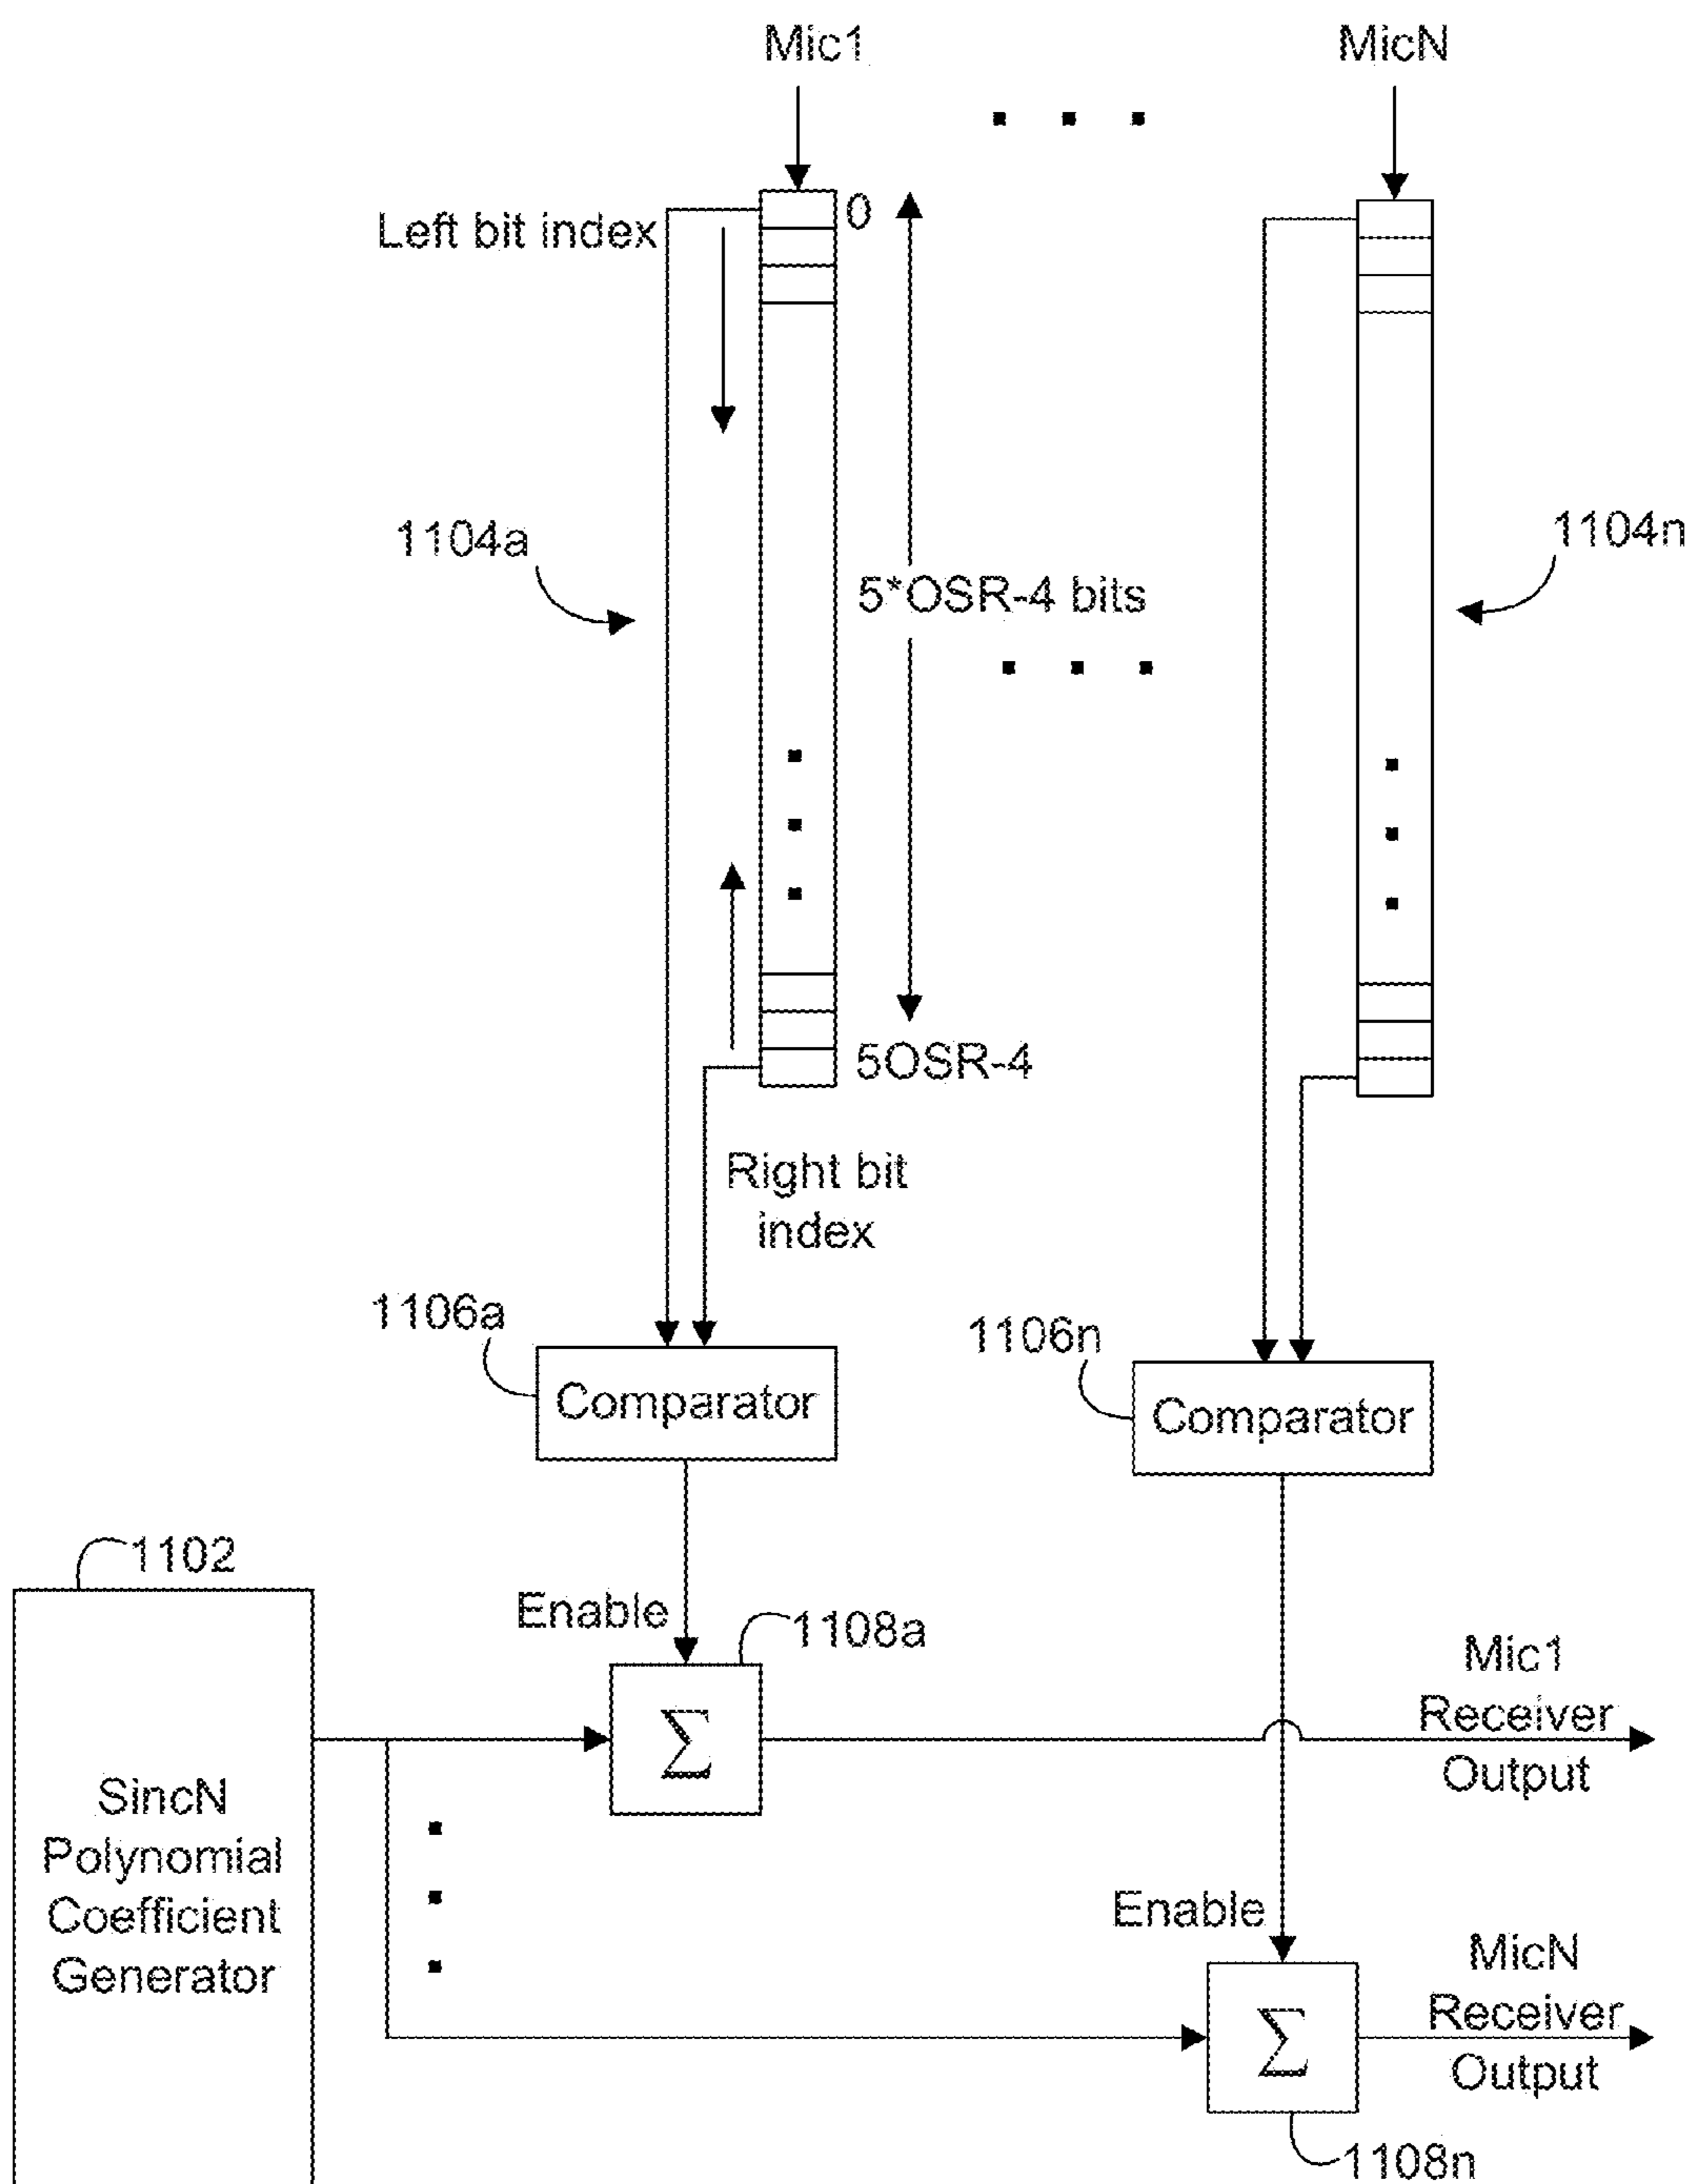 Mic1
MicN
Left bit index
0
1104a
1104n
5*OSR-4 bits
5OSR-4
Right bit
index
1106a
1106n
Comparator
Comparator
1102
Enable
1108a
Mic1
Receiver
Output
Σ
SincN
Polynomial
Coefficient
Generator
Enable
MicN
Receiver
Output
Σ
1108n